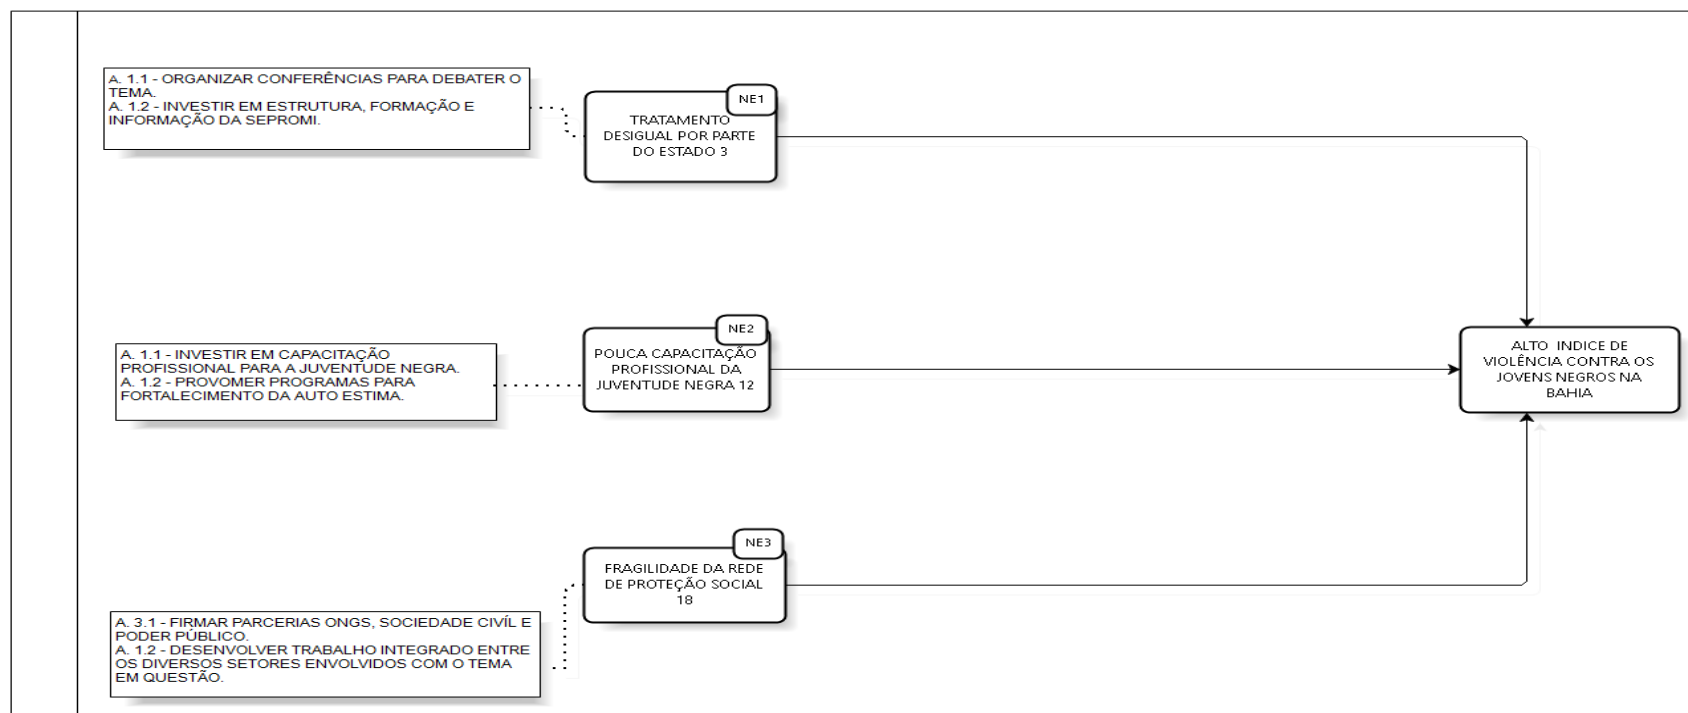 A. 1.1 - ORGANIZAR CONFERÊNCIAS PARA DEBATER O
TEMA.
A. 1.2 - INVESTIR EM ESTRUTURA, FORMAÇÃO E
INFORMAÇÃO DA SEPROMI.
NE1
TRATAMENTO
DESIGUAL POR PARTE
DO ESTADO 3
A. 1.1 - INVESTIR EM CAPACITAÇÃO
PROFISSIONAL PARA A JUVENTUDE NEGRA.
A. 1.2 - PROVOMER PROGRAMAS PARA
FORTALECIMENTO DA AUTO ESTIMA.
NE2
POUCA CAPACITAÇÃO
PROFISSIONAL DA
JUVENTUDE NEGRA 12
ALTO INDICE DE
VIOLÊNCIA CONTRA OS
JOVENS NEGROS NA
BAHIA
NE3
FRAGILIDADE DA REDE
DE PROTEÇÃO SOCIAL
18
A. 3.1 - FIRMAR PARCERIAS ONGS, SOCIEDADE CIVÍL E
PODER PÚBLICO.
A. 1.2 - DESENVOLVER TRABALHO INTEGRADO ENTRE
OS DIVERSOS SETORES ENVOLVIDOS COM O TEMA
EM QUESTÃO.